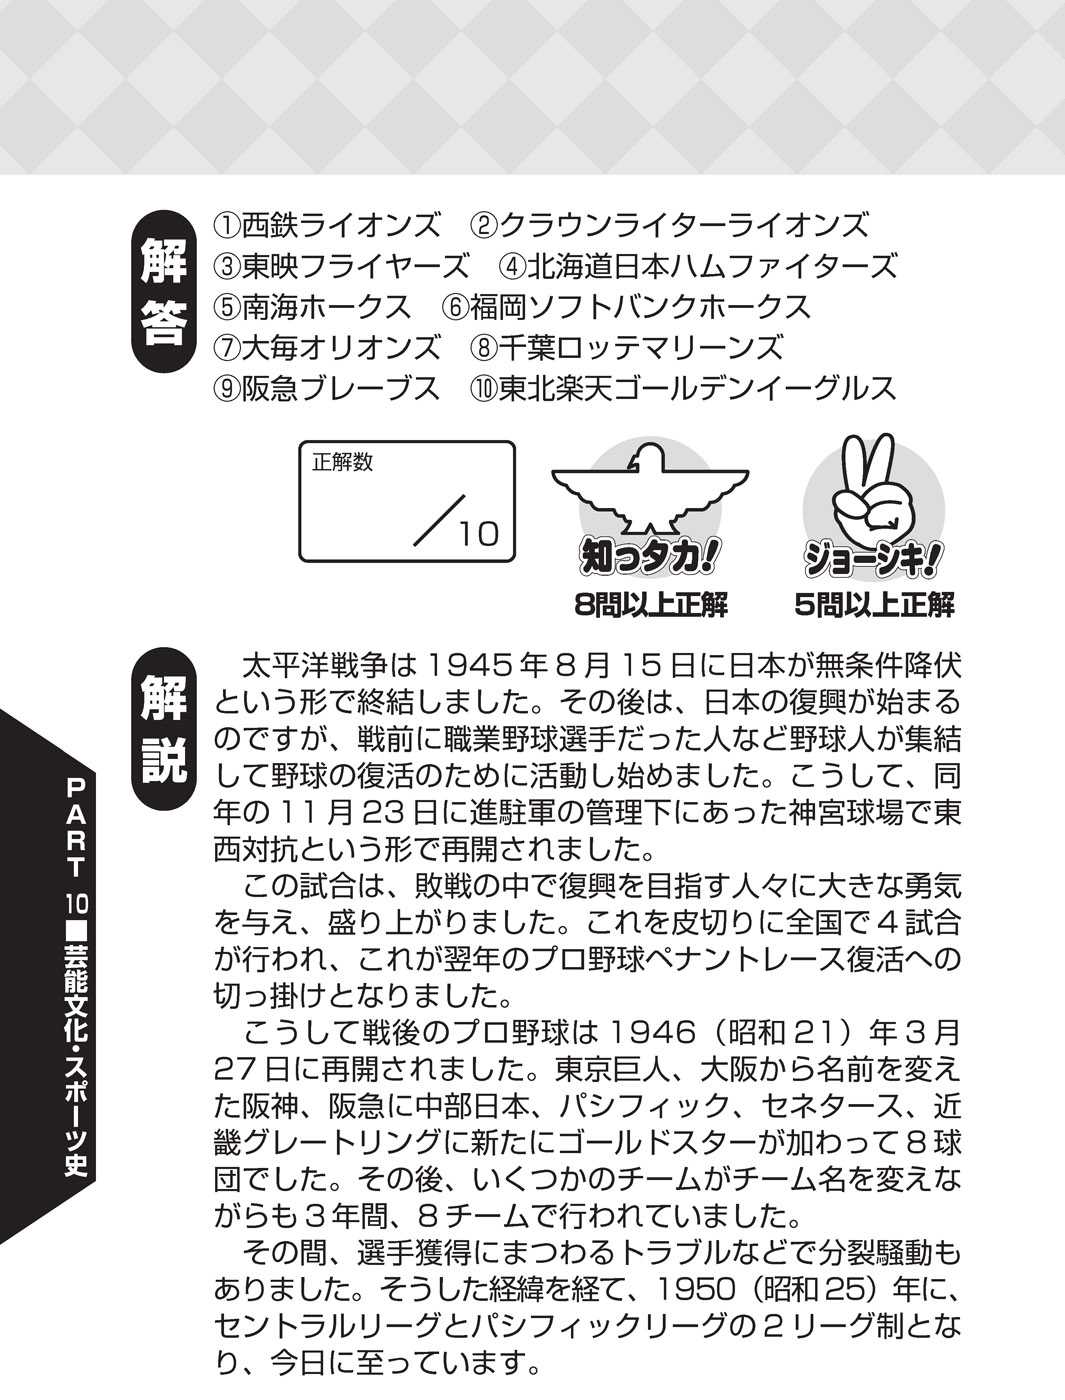 解答
①西鉄ライオンズ　②クラウンライターライオンズ
③東映フライヤーズ　④北海道日本ハムファイターズ
⑤南海ホークス　⑥福岡ソフトバンクホークス
⑦大毎オリオンズ　⑧千葉ロッテマリーンズ
⑨阪急ブレーブス　⑩東北楽天ゴールデンイーグルス
正解数
／10
知っタカ！
8問以上正解
ジョーシキ！
5問以上正解
解説
　太平洋戦争は1945年8月15日に日本が無条件降伏
という形で終結しました。その後は、日本の復興が始まる
のですが、戦前に職業野球選手だった人など野球人が集結
して野球の復活のために活動し始めました。こうして、同
年の11月23日に進駐軍の管理下にあった神宮球場で東
西対抗という形で再開されました。
　この試合は、敗戦の中で復興を目指す人々に大きな勇気
を与え、盛り上がりました。これを皮切りに全国で4試合
が行われ、これが翌年のプロ野球ペナントレース復活への
切っ掛けとなりました。
　こうして戦後のプロ野球は1946（昭和21）年3月
27日に再開されました。東京巨人、大阪から名前を変え
た阪神、阪急に中部日本、パシフィック、セネタース、近
畿グレートリングに新たにゴールドスターが加わって8球
団でした。その後、いくつかのチームがチーム名を変えな
がらも3年間、8チームで行われていました。
　その間、選手獲得にまつわるトラブルなどで分裂騒動も
ありました。そうした経緯を経て、1950（昭和25）年に、
セントラルリーグとパシフィックリーグの2リーグ制とな
り、今日に至っています。
PART 10■芸能文化・スポーツ史